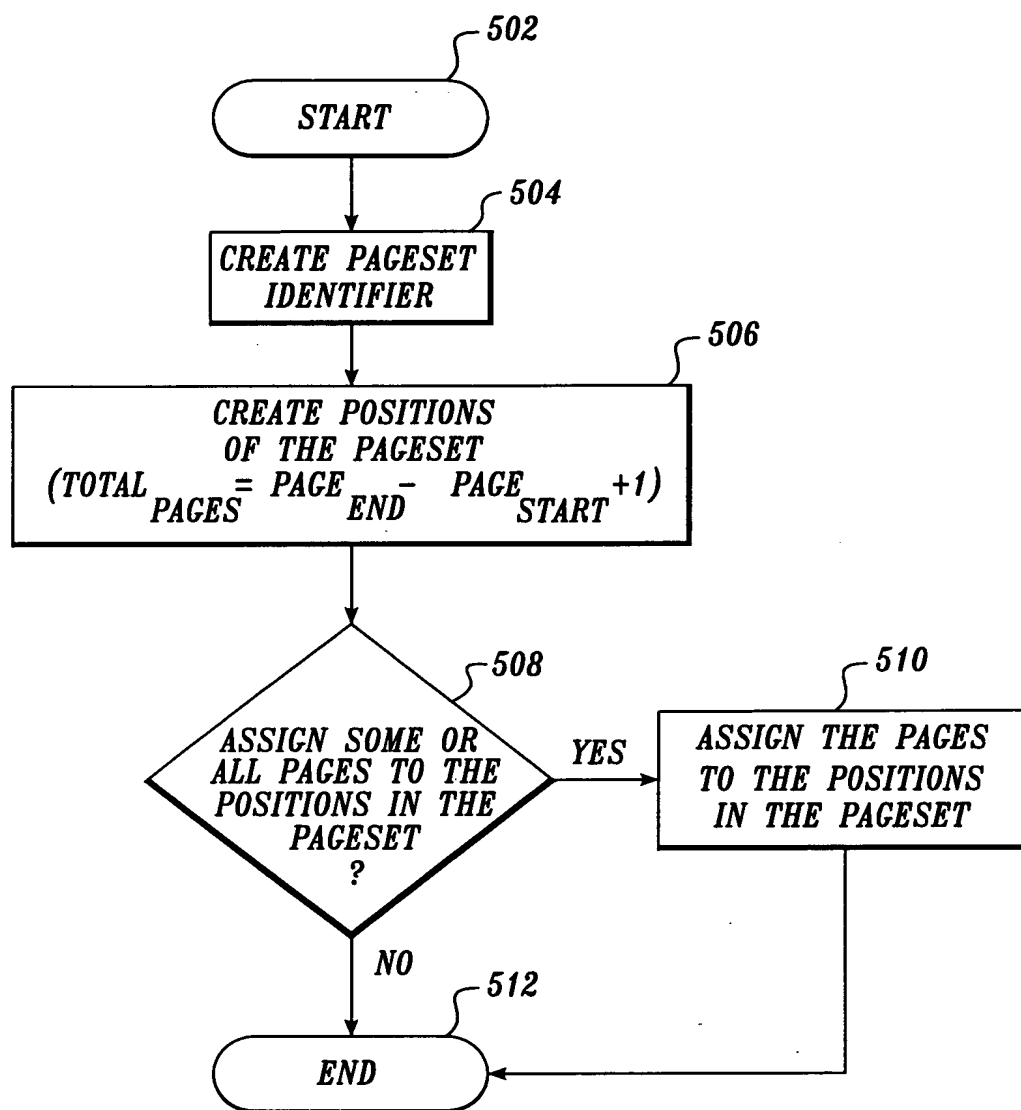 502
START
504
CREATE PAGESET
IDENTIFIER
506
CREATE POSITIONS
OF THE PAGESET
(TOTAL PAGES = PAGE END - PAGE START +1)
508
ASSIGN SOME OR
ALL PAGES TO THE
POSITIONS IN THE
PAGESET
?
YES
510
ASSIGN THE PAGES
TO THE POSITIONS
IN THE PAGESET
NO
512
END